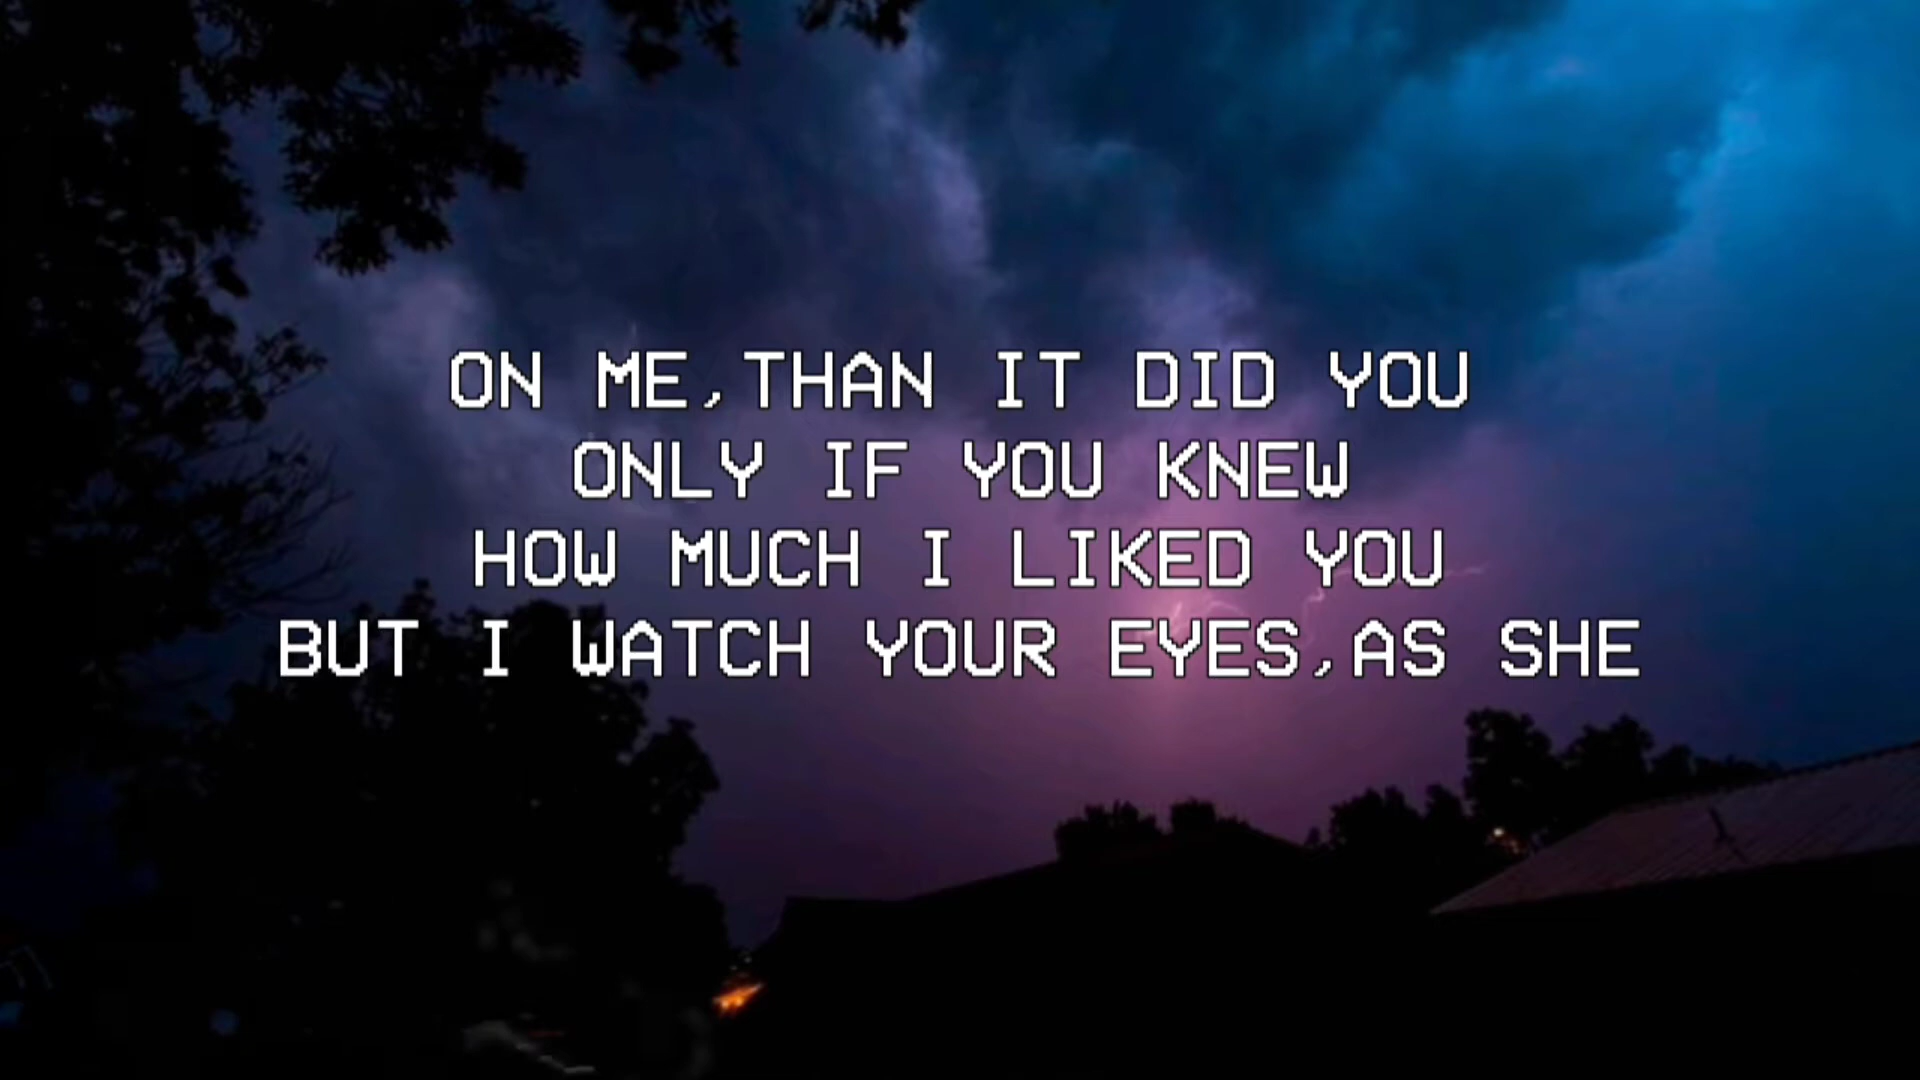 ON ME,THAN IT DID YOU
ONLY IF YOU KNEW
HOW MUCH I LIKED YOU
BUT I WATCH YOUR EYES,AS SHE